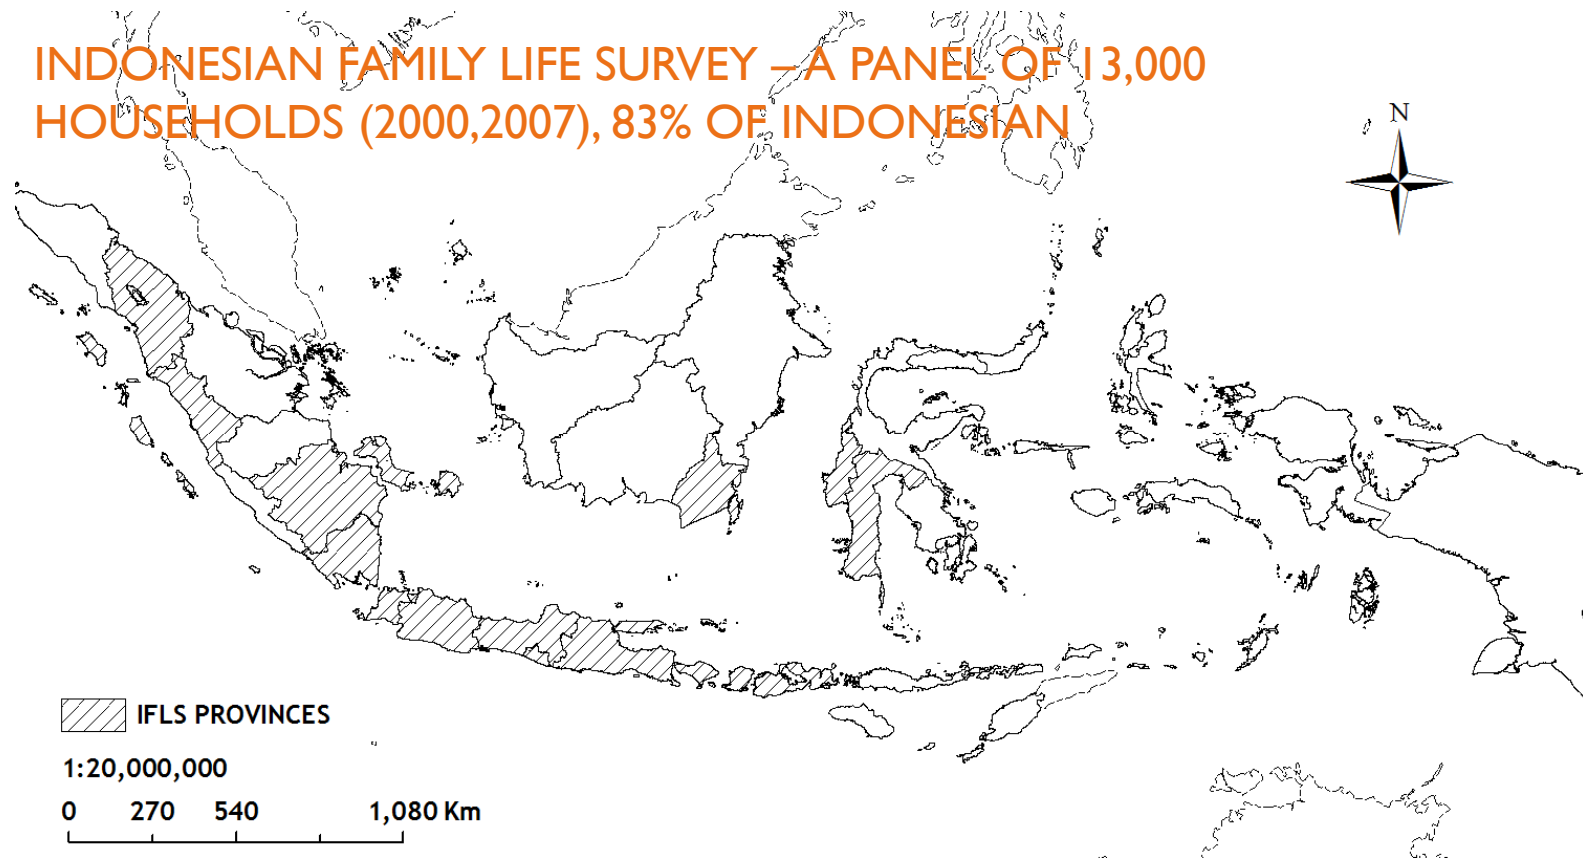 INDONESIAN FAMILY LIFE SURVEY – A PANEL OF 13,000
HOUSEHOLDS (2000,2007), 83% OF INDONESIAN
N
IFLS PROVINCES
1:20,000,000
0 270 540 1,080 Km